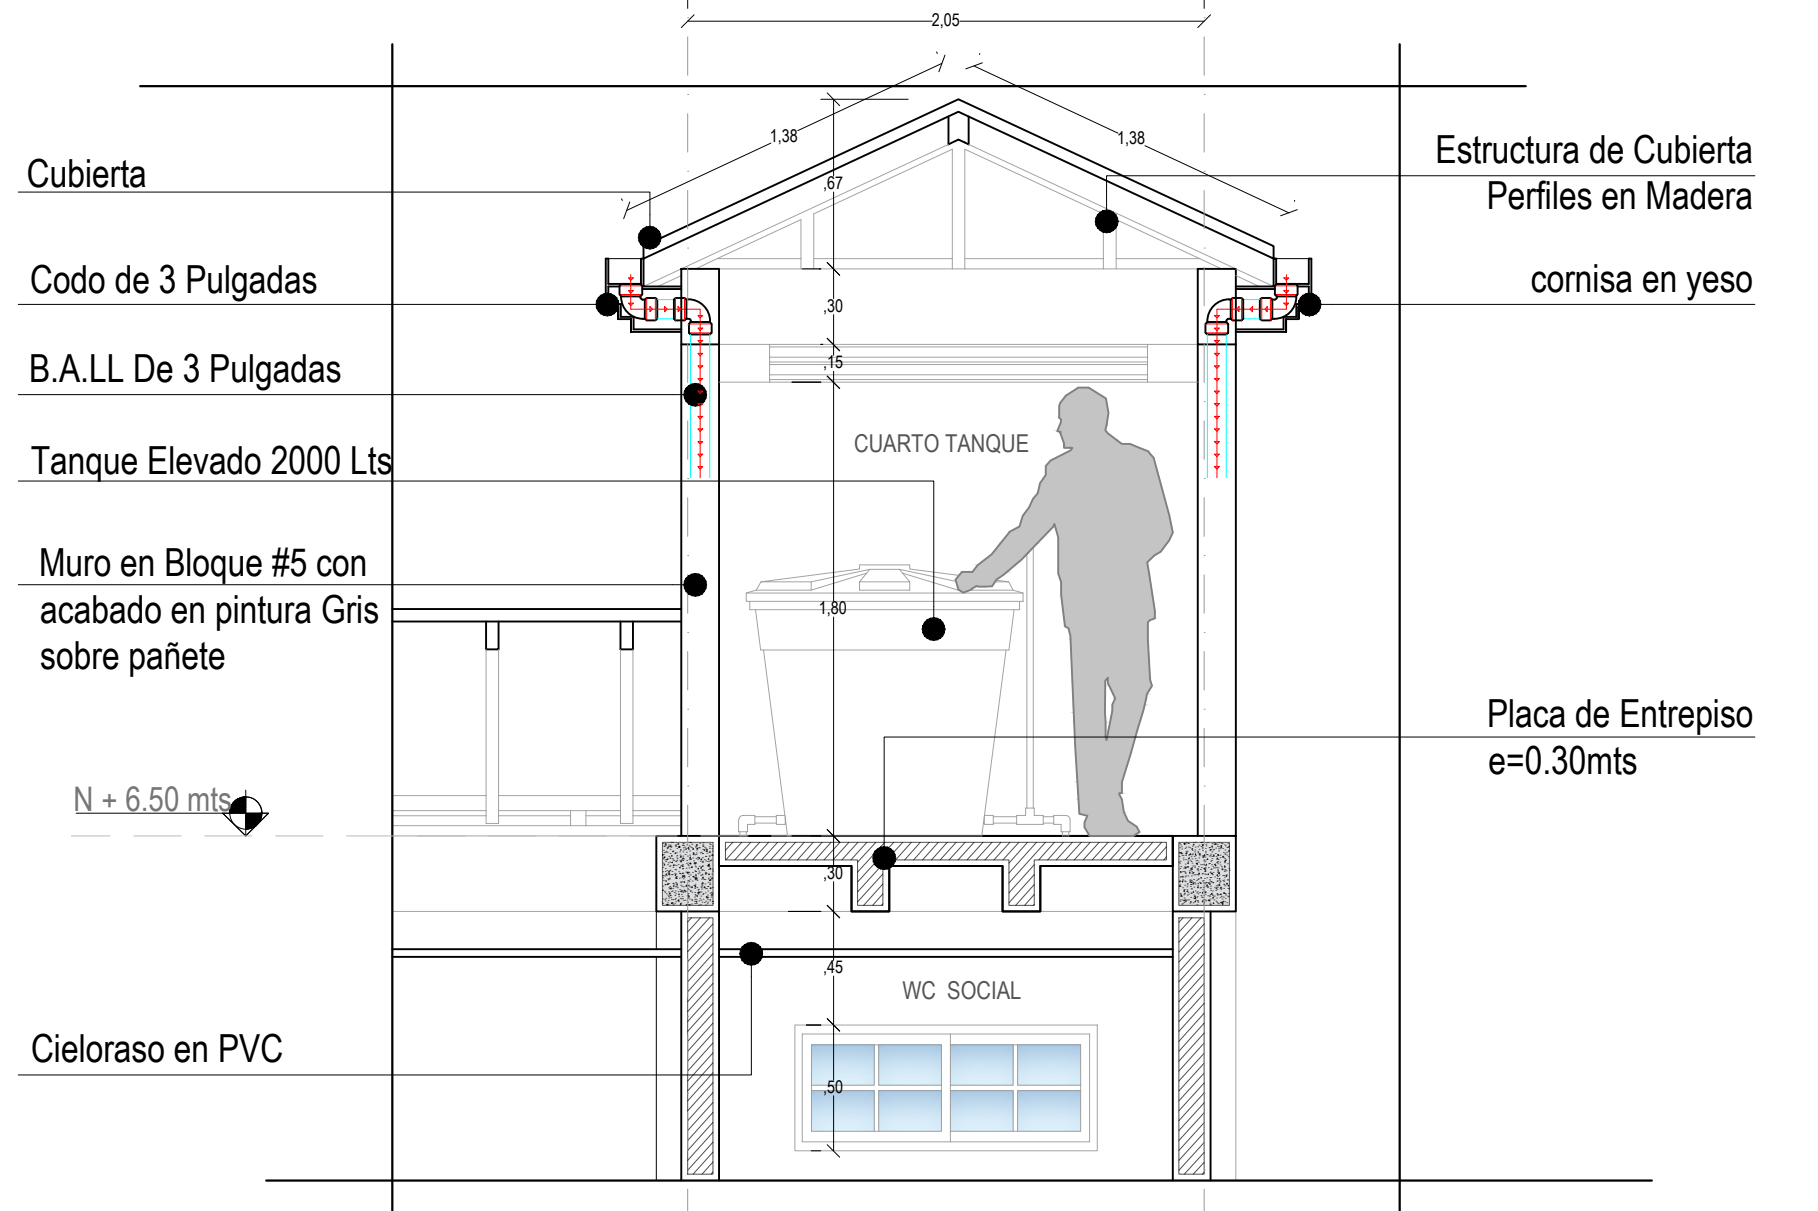 2,05
1,38
1,38
Cubierta
Estructura de Cubierta
Perfiles en Madera
,67
Codo de 3 Pulgadas
cornisa en yeso
,30
B.A.LL De 3 Pulgadas
,15
CUARTO TANQUE
Tanque Elevado 2000 Lts
Muro en Bloque #5 con
acabado en pintura Gris
sobre pañete
1,80
Placa de Entrepiso
e=0.30mts
N + 6.50 mts
,30
,45
WC SOCIAL
Cieloraso en PVC
,50